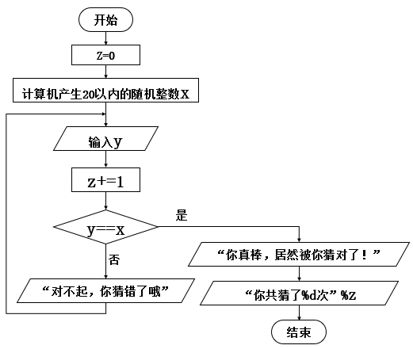 开始
Z=0
计算机产生20以内的随机整数X
输入y
z+=1
y==x
是
否
“你真棒，居然被你猜对了！”
“对不起，你猜错了哦”
“你共猜了%d次”%z
结束